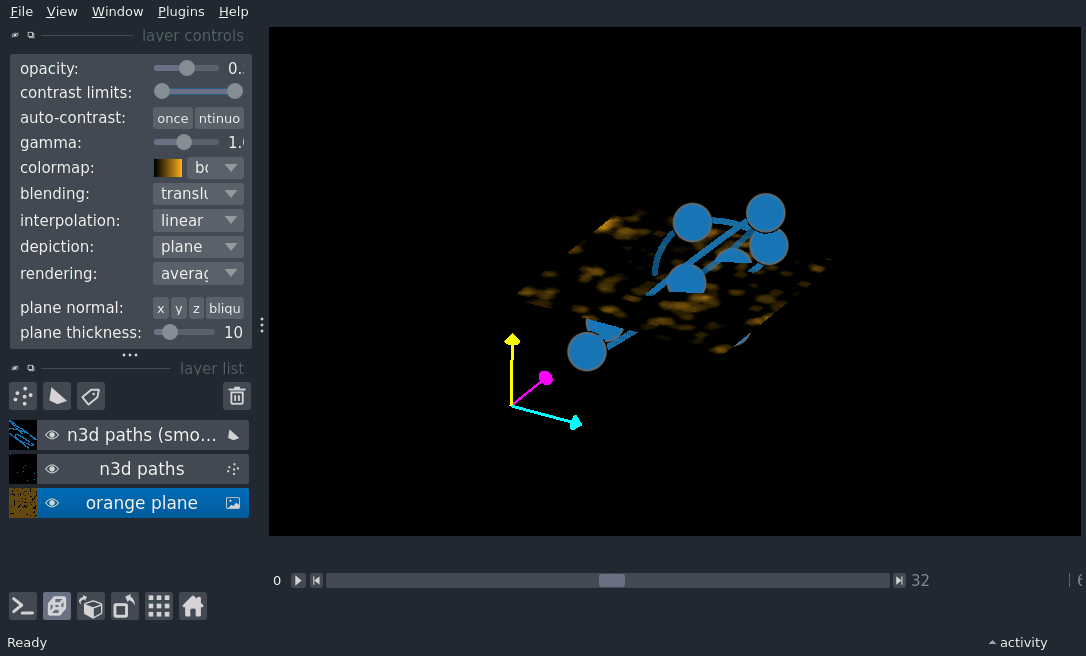 File View Window Plugins Help
layer controls
opacity: 0.
contrast limits:
auto-contrast: once ntinuo
gamma: 1.
colormap: bo
blending: translu
interpolation: linear
depiction: plane
rendering: averag
plane normal: x y z bliqu
plane thickness: 10
layer list
n3d paths (smo...
n3d paths
orange plane
0 32
Ready activity